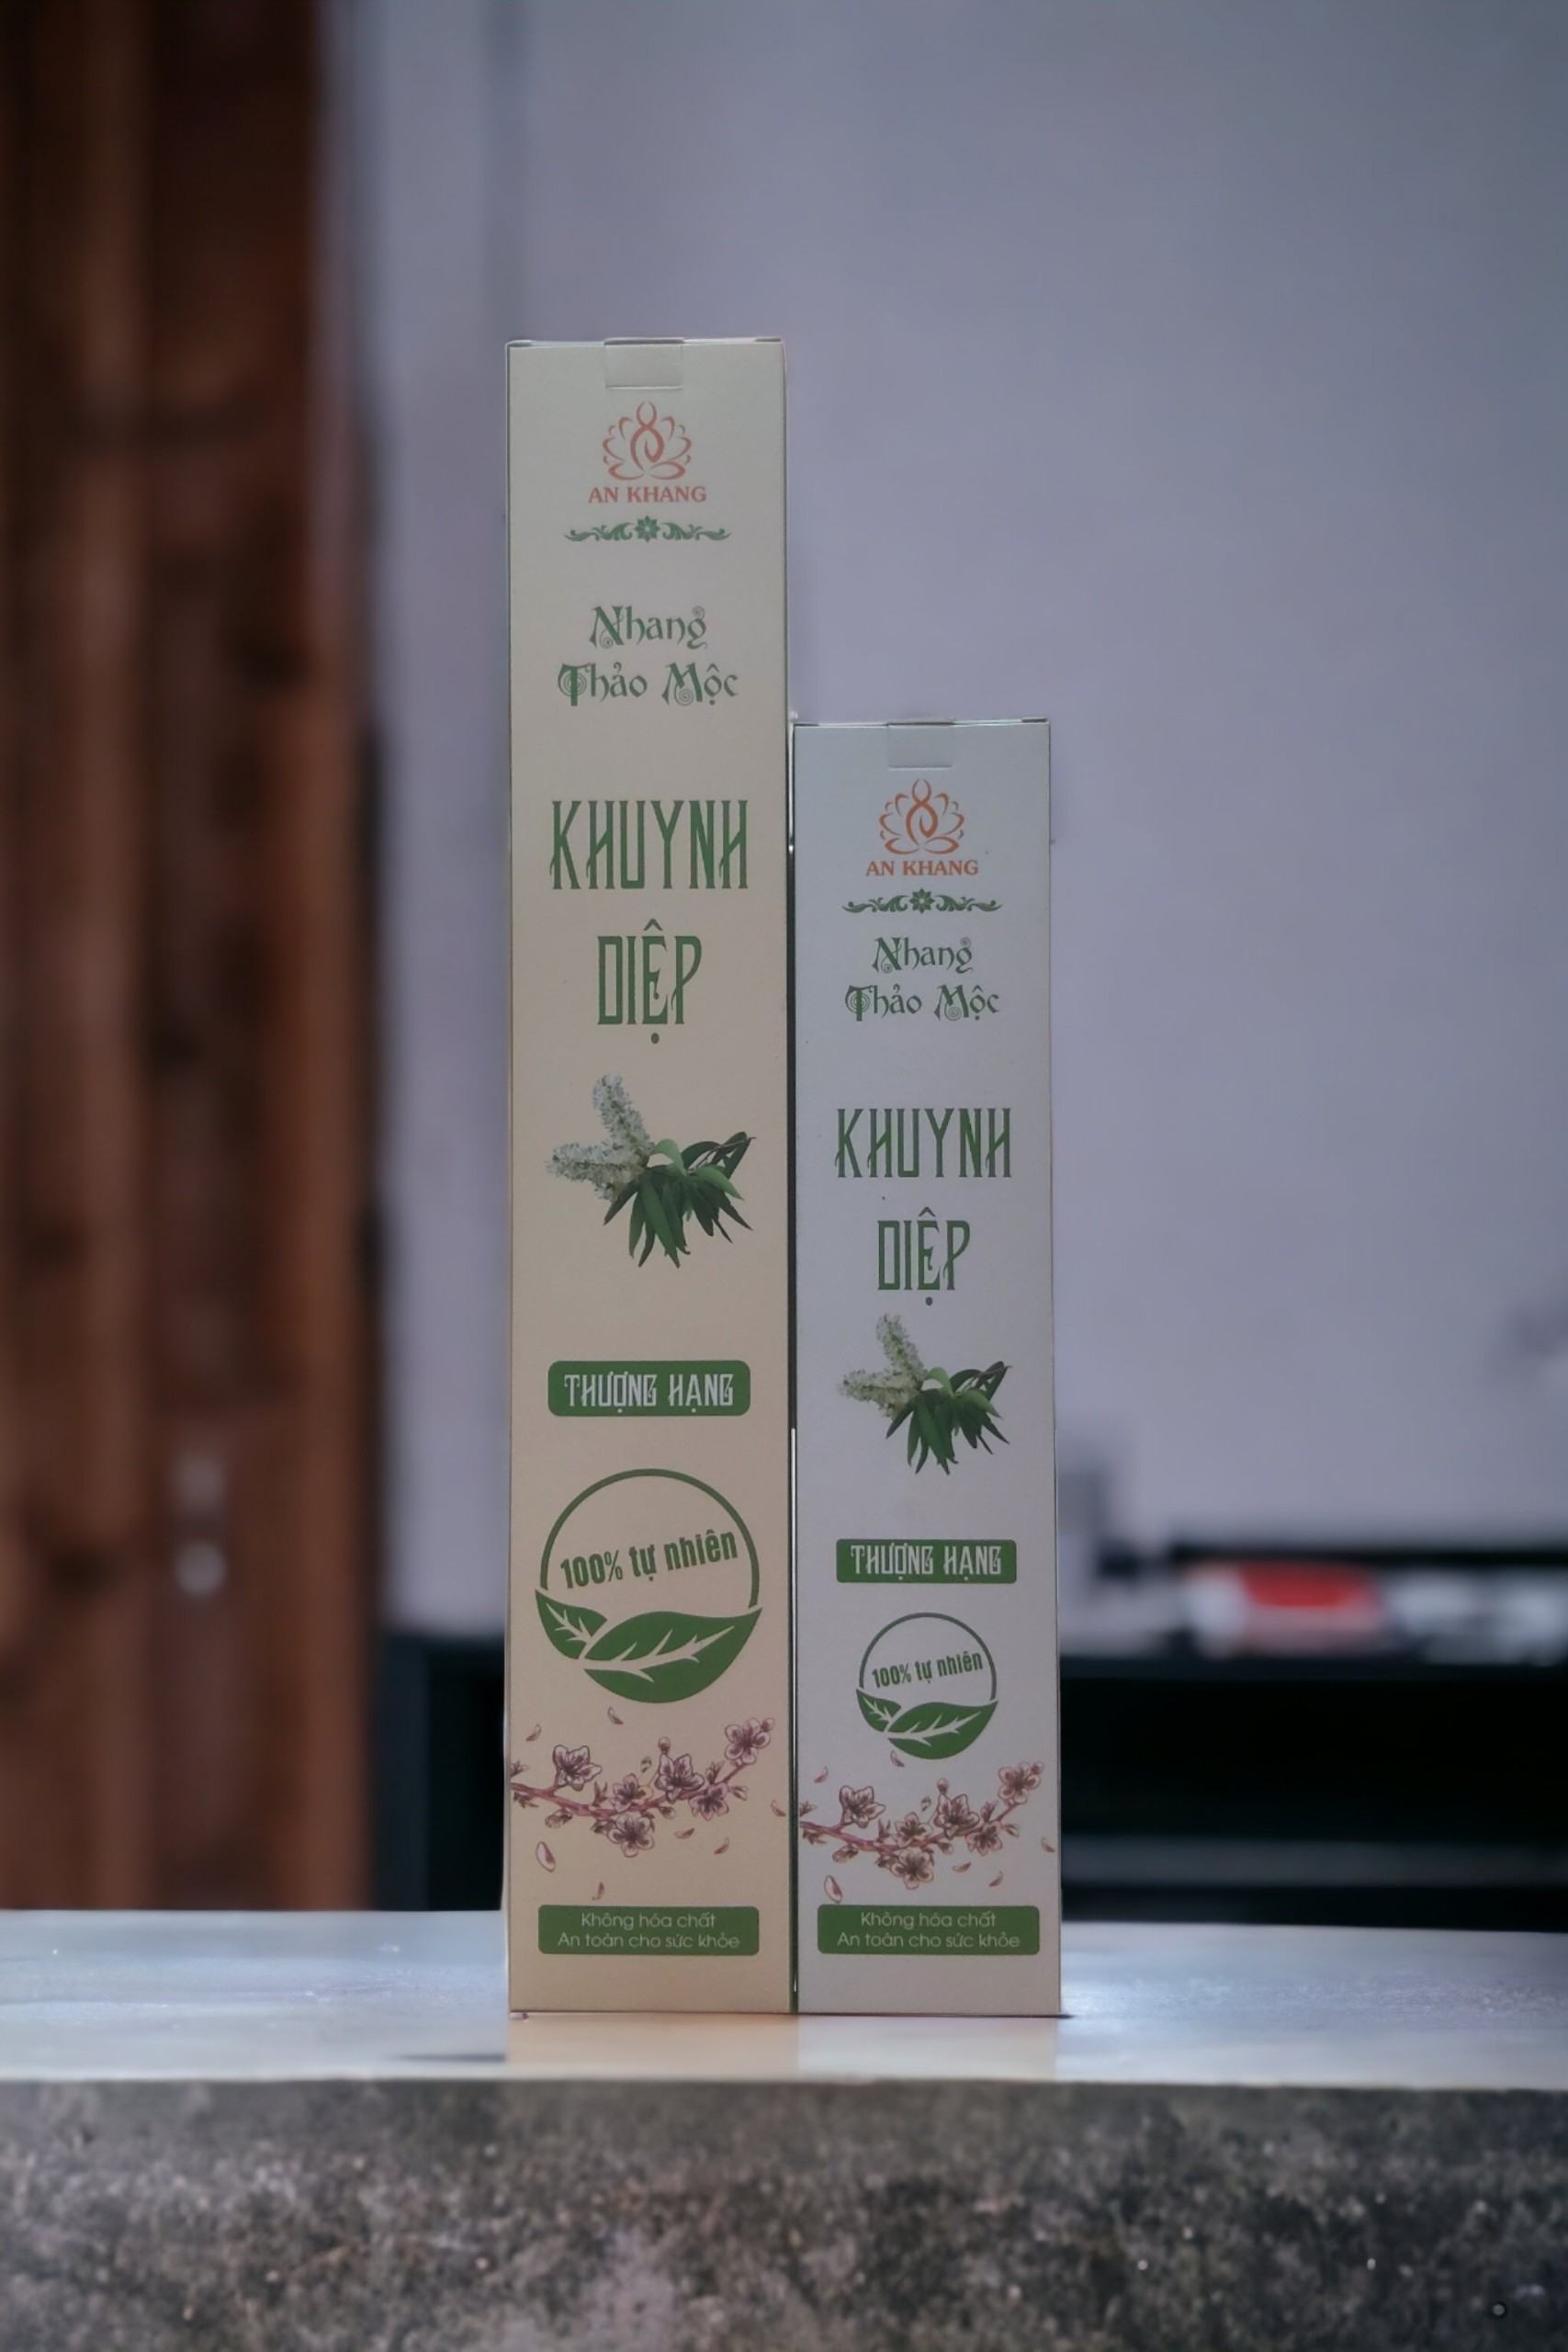 AN KHANG
Nhang
Thảo Mộc
KHUYNH
DIỆP
THƯỢNG HẠNG
100% tự nhiên
Không hóa chất
An toàn cho sức khỏe
AN KHANG
Nhang
Thảo Mộc
KHUYNH
DIỆP
THƯỢNG HẠNG
100% tự nhiên
Không hóa chất
An toàn cho sức khỏe